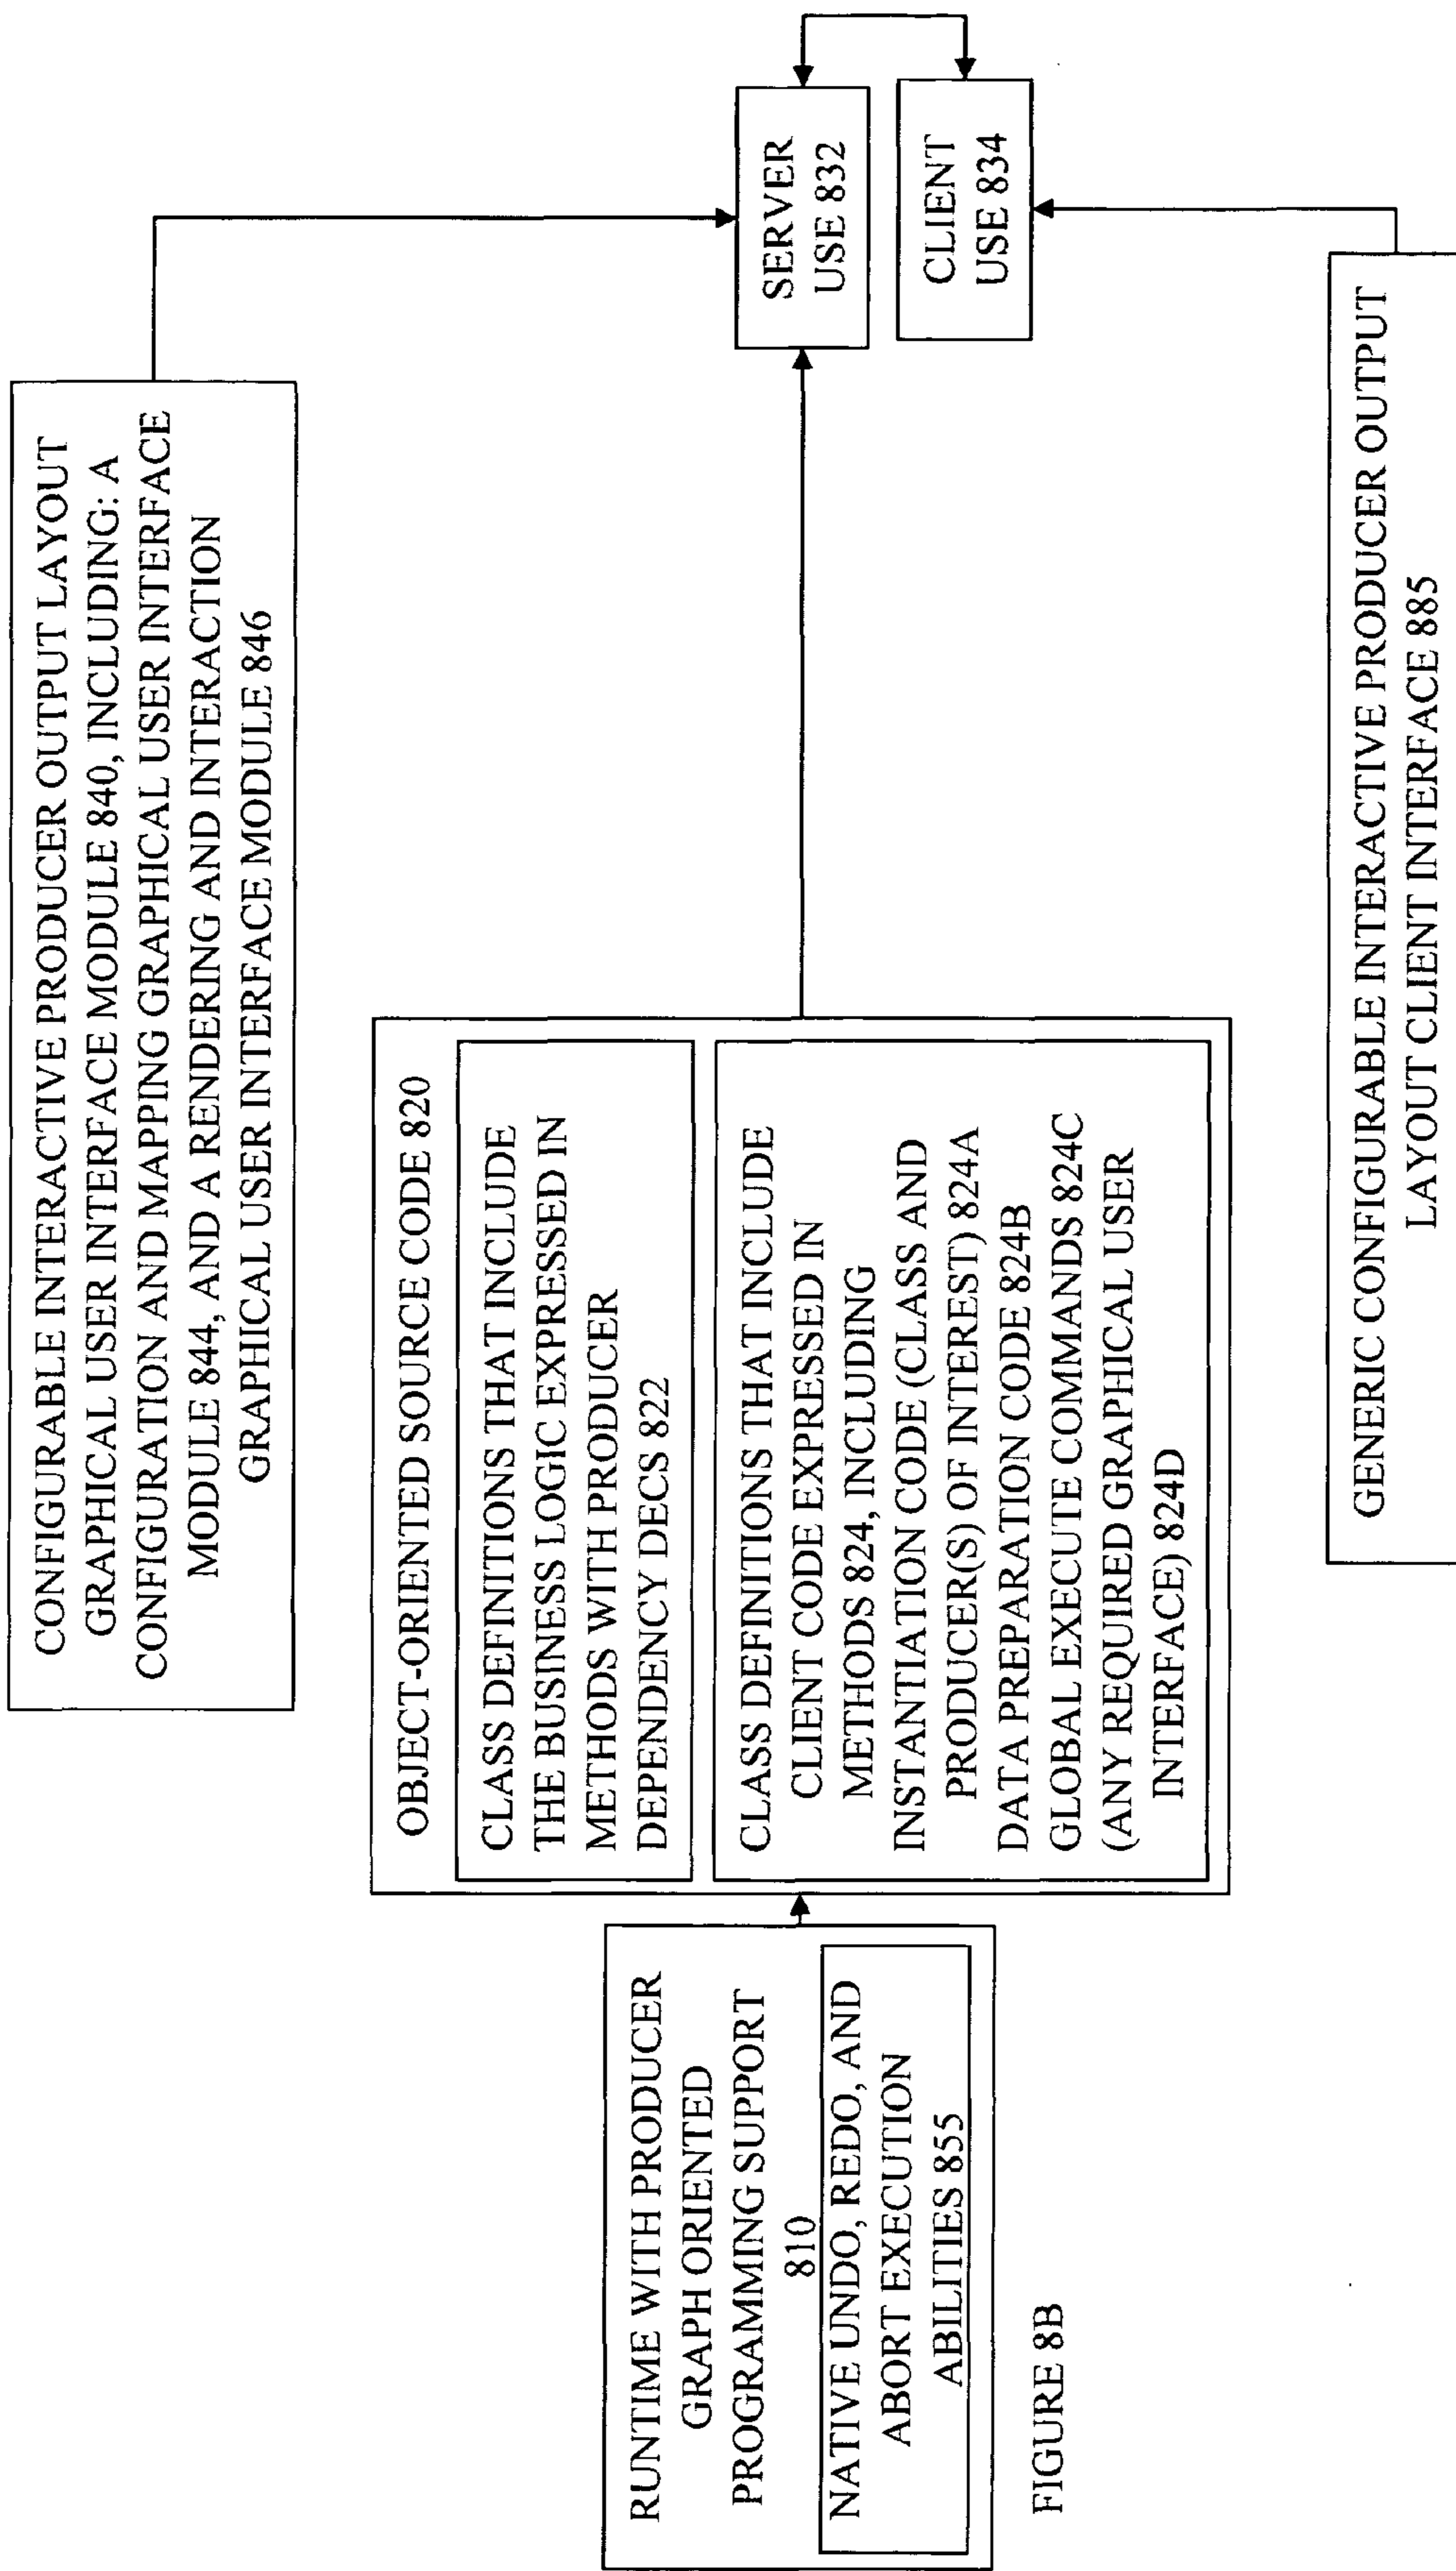 CONFIGURABLE INTERACTIVE PRODUCER OUTPUT LAYOUT
GRAPHICAL USER INTERFACE MODULE 840, INCLUDING: A
CONFIGURATION AND MAPPING GRAPHICAL USER INTERFACE
MODULE 844, AND A RENDERING AND INTERACTION
GRAPHICAL USER INTERFACE MODULE 846
OBJECT-ORIENTED SOURCE CODE 820
CLASS DEFINITIONS THAT INCLUDE
THE BUSINESS LOGIC EXPRESSED IN
METHODS WITH PRODUCER
DEPENDENCY DECS 822
CLASS DEFINITIONS THAT INCLUDE
CLIENT CODE EXPRESSED IN
METHODS 824, INCLUDING
INSTANTIATION CODE (CLASS AND
PRODUCER(S) OF INTEREST) 824A
DATA PREPARATION CODE 824B
GLOBAL EXECUTE COMMANDS 824C
(ANY REQUIRED GRAPHICAL USER
INTERFACE) 824D
RUNTIME WITH PRODUCER
GRAPH ORIENTED
PROGRAMMING SUPPORT
810
NATIVE UNDO, REDO, AND
ABORT EXECUTION
ABILITIES 855
SERVER
USE 832
CLIENT
USE 834
GENERIC CONFIGURABLE INTERACTIVE PRODUCER OUTPUT
LAYOUT CLIENT INTERFACE 885
FIGURE 8B